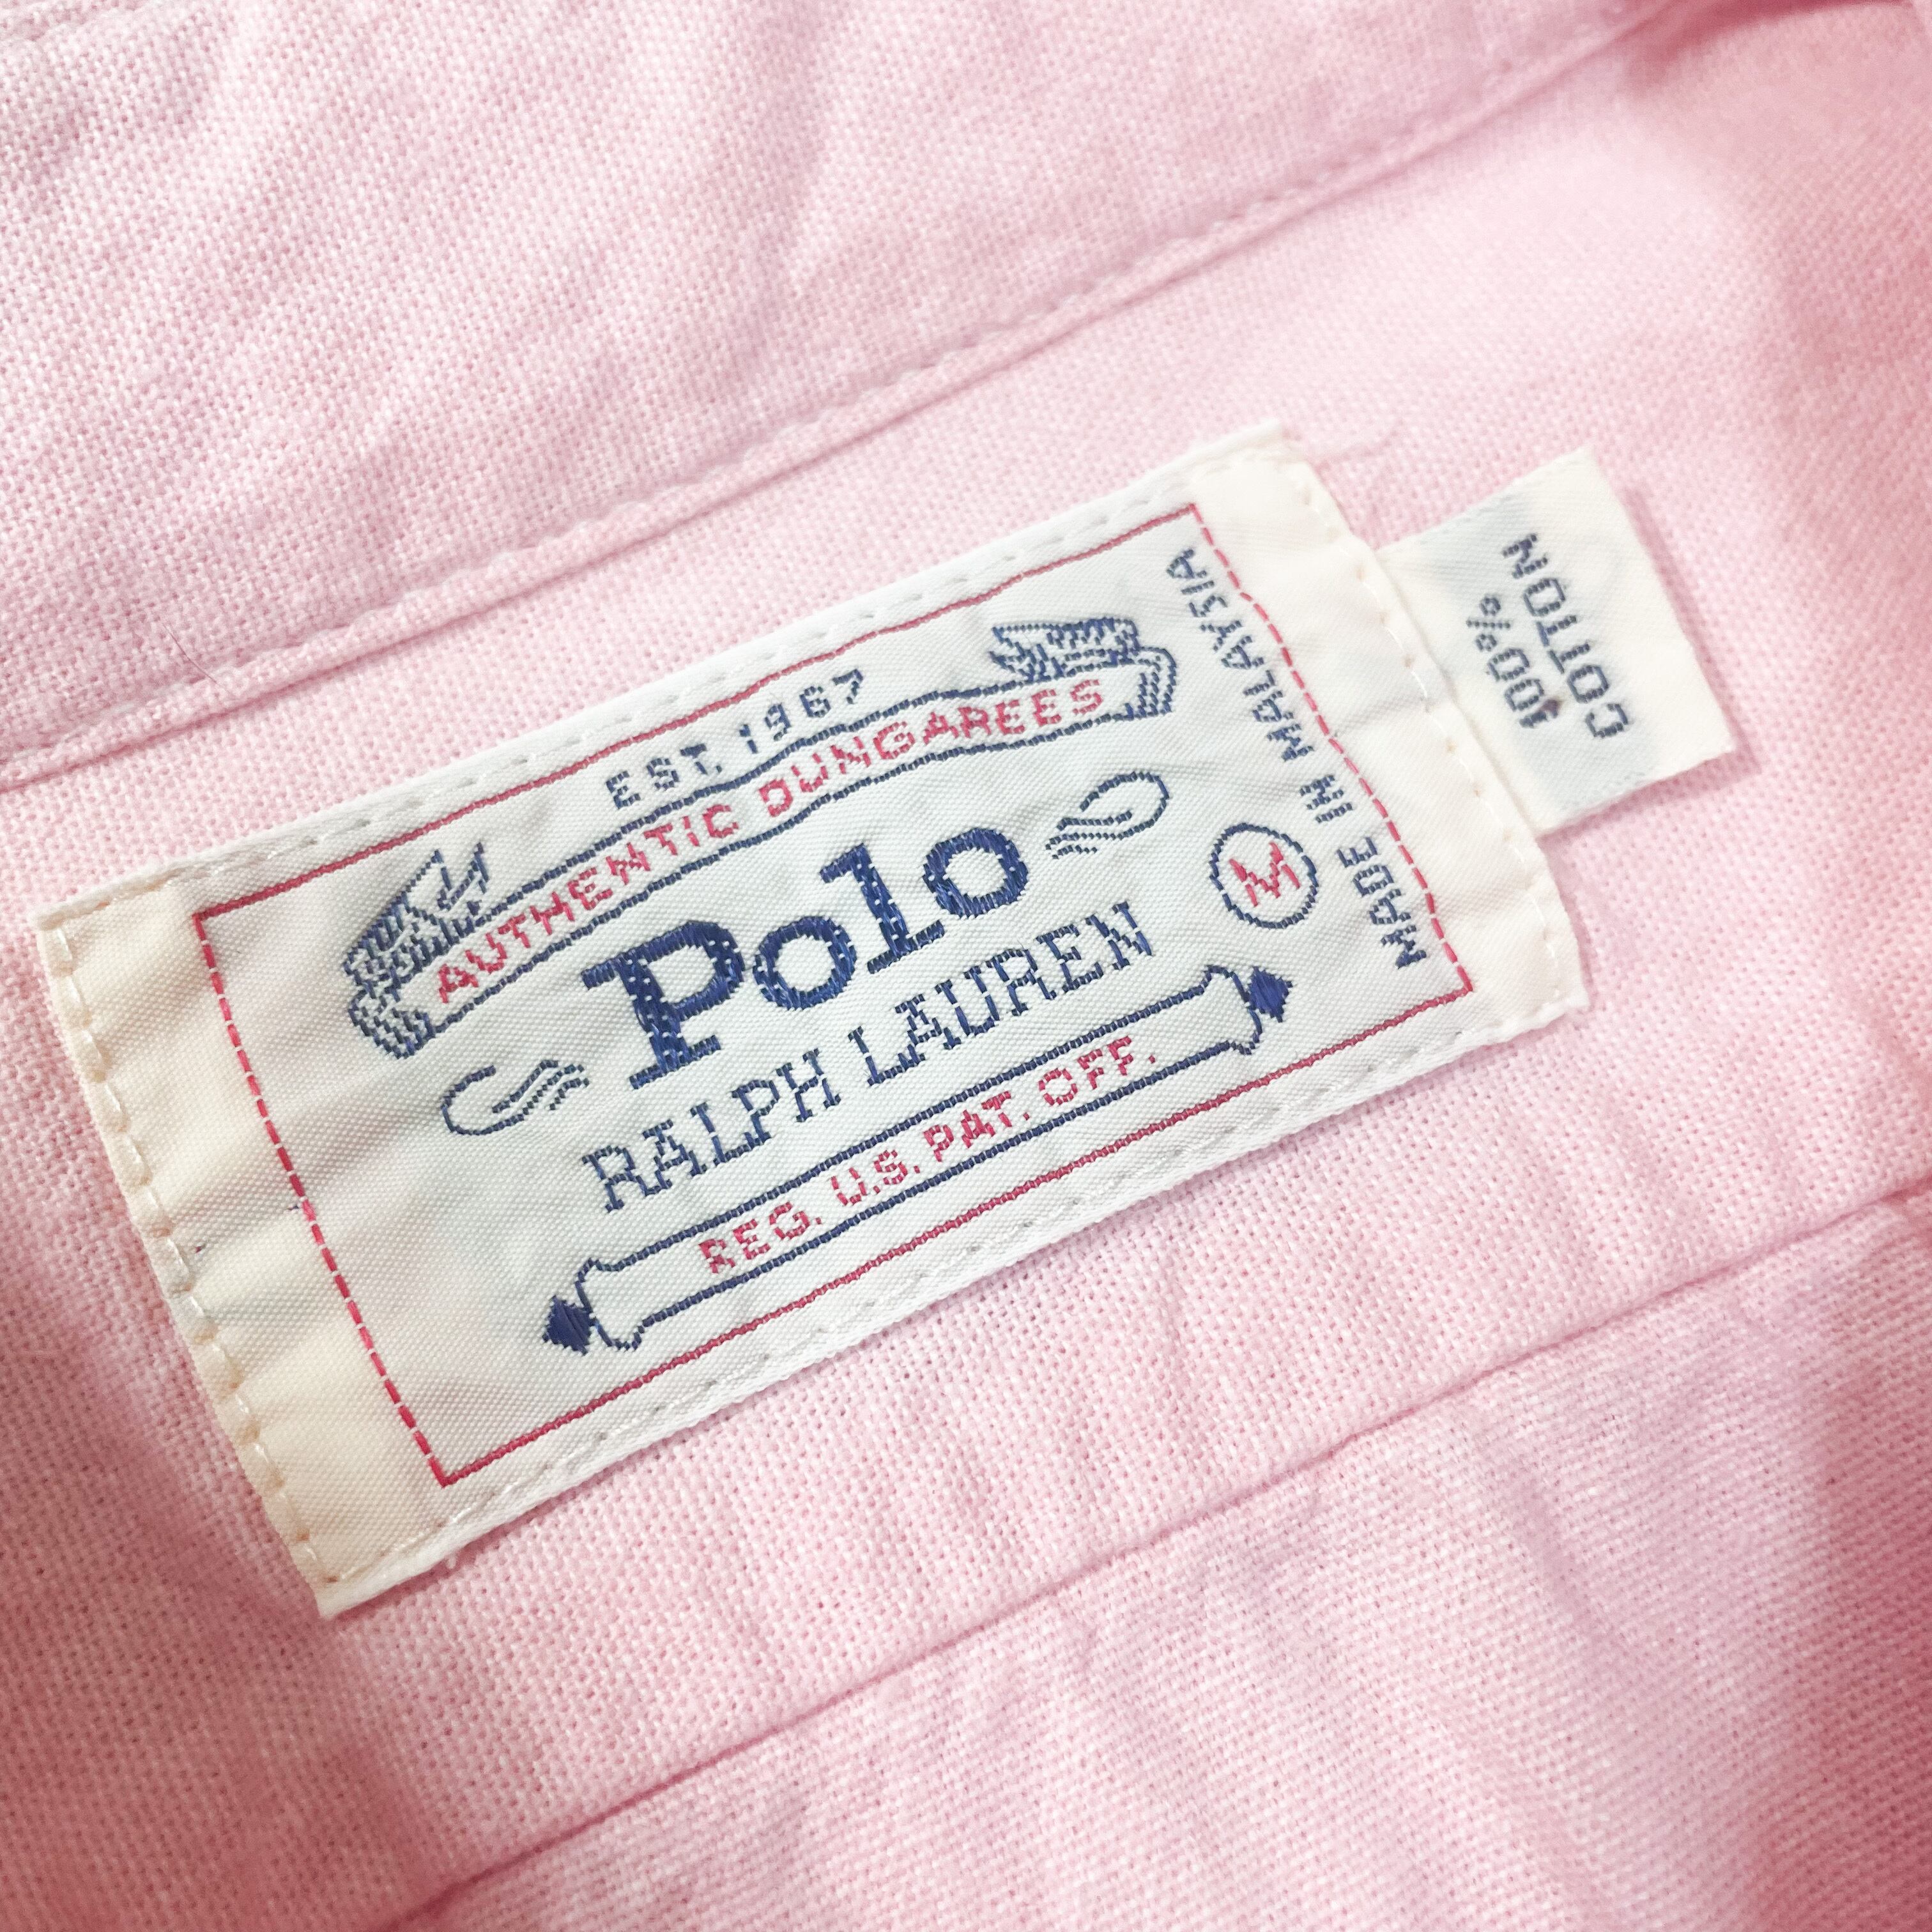 EST. 1967
AUTHENTIC DUNGAREES
Polo
RALPH LAUREN
REG. U.S. PAT. OFF.
M
MADE IN MALAYSIA
100%
COTTON